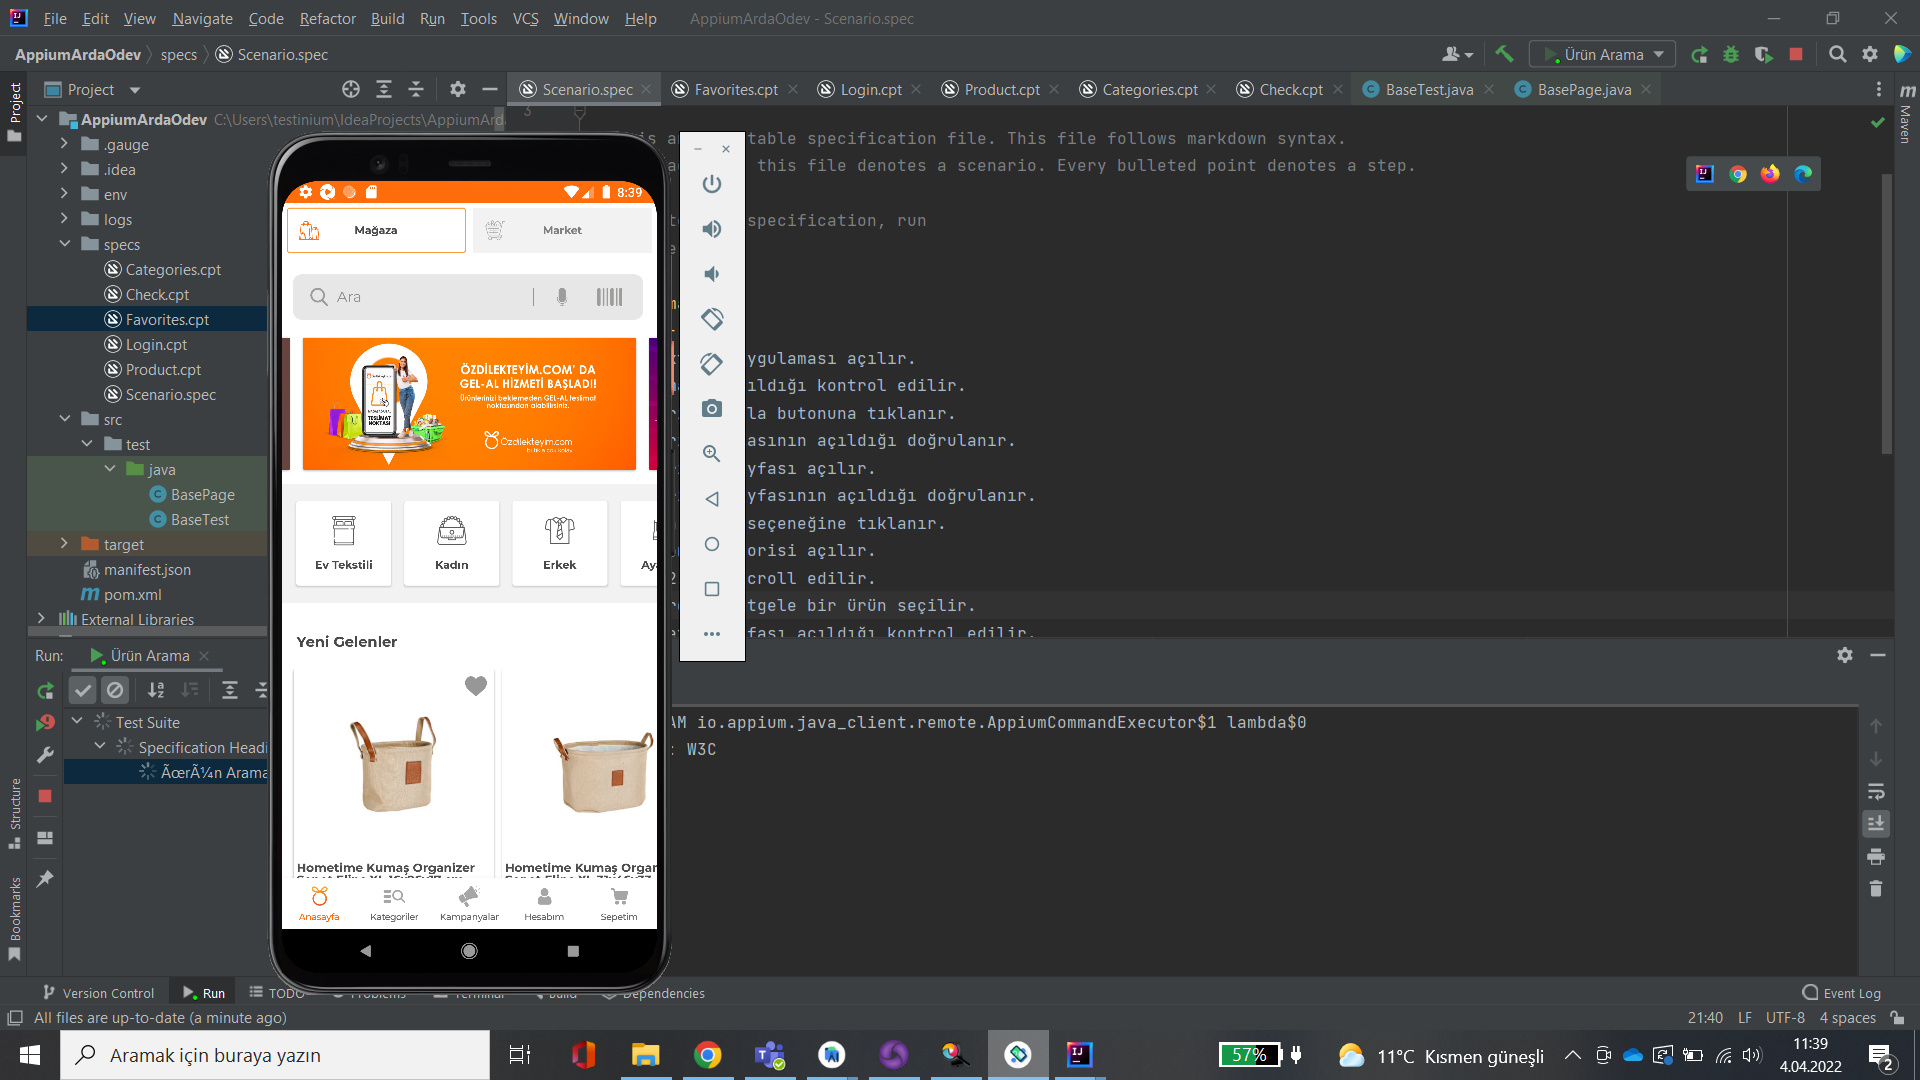 File Edit View Navigate Code Refactor Build Run Tools VCS Window Help AppiumArdaOdev - Scenario.spec
AppiumArdaOdev specs Scenario.spec
Ürün Arama
Project
Scenario.spec Favorites.cpt Login.cpt Product.cpt Categories.cpt Check.cpt BaseTest.java BasePage.java
Project
Maven
AppiumArdaOdev C:\Users\testinium\IdeaProjects\AppiumArda
.gauge
.idea
env
logs
specs
Categories.cpt
Check.cpt
Favorites.cpt
Login.cpt
Product.cpt
Scenario.spec
src
test
java
BasePage
BaseTest
target
manifest.json
pom.xml
External Libraries
3
table specification file. This file follows markdown syntax.
this file denotes a scenario. Every bulleted point denotes a step.
specification, run
ygulaması açılır.
ıldığı kontrol edilir.
la butonuna tıklanır.
asının açıldığı doğrulanır.
yfası açılır.
yfasının açıldığı doğrulanır.
seçeneğine tıklanır.
orisi açılır.
croll edilir.
tgele bir ürün seçilir.
fası açıldığı kontrol edilir.
8:39
Mağaza
Market
Ara
ÖZDİLEKTEYİM.COM' DA
GEL-AL HİZMETİ BAŞLADI!
Ürünlerinizi beklemeden GEL-AL teslimat
noktasından alabilirsiniz.
TESLİMAT
NOKTASI
Özdilekteyim.com
Ev Tekstili
Kadın
Erkek
Aya
Yeni Gelenler
Hometime Kumaş Organizer
Hometime Kumaş Organ
Anasayfa
Kategoriler
Kampanyalar
Hesabım
Sepetim
Run: Ürün Arama
Test Suite
Specification Headi
ÃœrÃ¼n Arama
AM io.appium.java_client.remote.AppiumCommandExecutor$1 lambda$0
: W3C
Structure
Bookmarks
Version Control Run TODO Problems Terminal Build Dependencies Event Log
All files are up-to-date (a minute ago)
21:40 LF UTF-8 4 spaces
Aramak için buraya yazın
57%
11°C Kısmen güneşli
11:39
4.04.2022
2